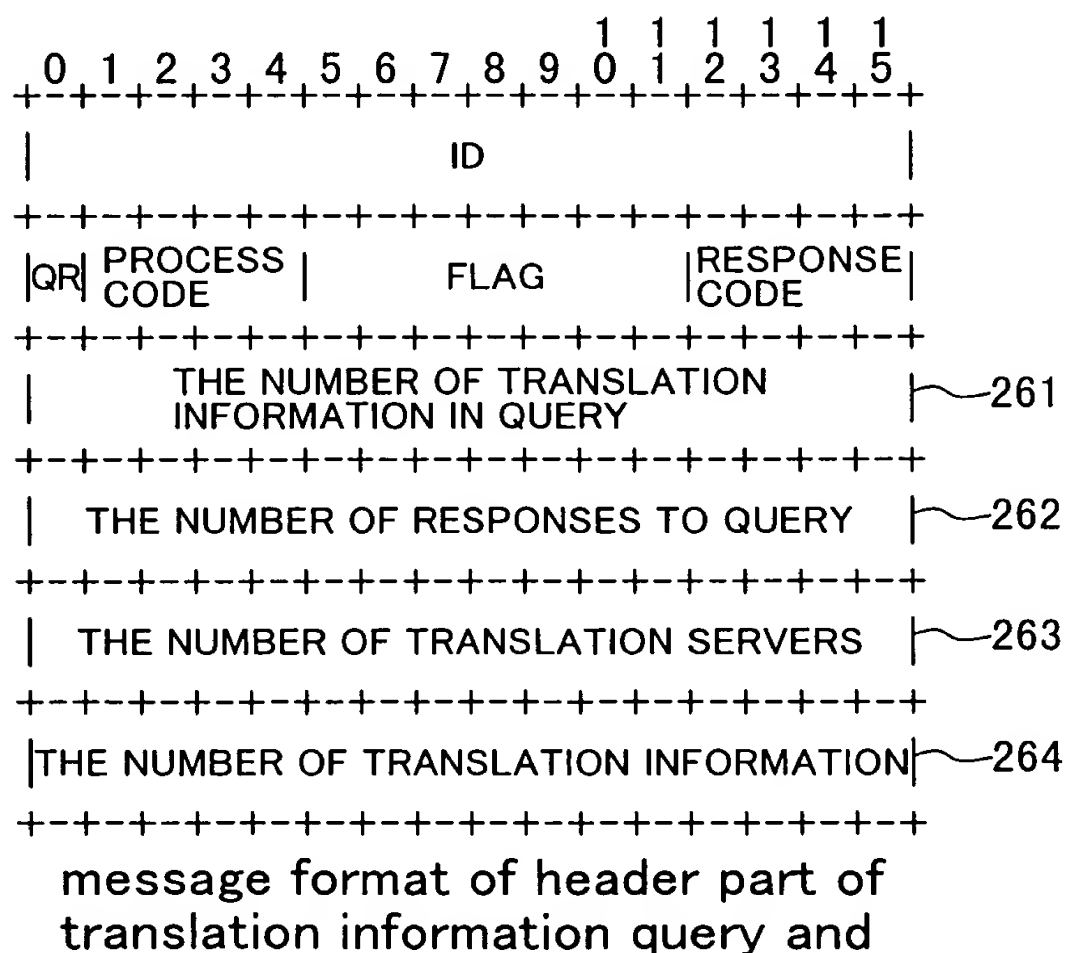 1 1 1 1 1 1
0 1 2 3 4 5 6 7 8 9 0 1 2 3 4 5
+-+-+-+-+-+-+-+-+-+-+-+-+-+-+-+-+
| ID |
+-+-+-+-+-+-+-+-+-+-+-+-+-+-+-+-+
|QR| PROCESS CODE | FLAG |RESPONSE CODE|
+-+-+-+-+-+-+-+-+-+-+-+-+-+-+-+-+
| THE NUMBER OF TRANSLATION
INFORMATION IN QUERY | 261
+-+-+-+-+-+-+-+-+-+-+-+-+-+-+-+-+
| THE NUMBER OF RESPONSES TO QUERY | 262
+-+-+-+-+-+-+-+-+-+-+-+-+-+-+-+-+
| THE NUMBER OF TRANSLATION SERVERS | 263
+-+-+-+-+-+-+-+-+-+-+-+-+-+-+-+-+
|THE NUMBER OF TRANSLATION INFORMATION| 264
+-+-+-+-+-+-+-+-+-+-+-+-+-+-+-+-+
message format of header part of
translation information query and